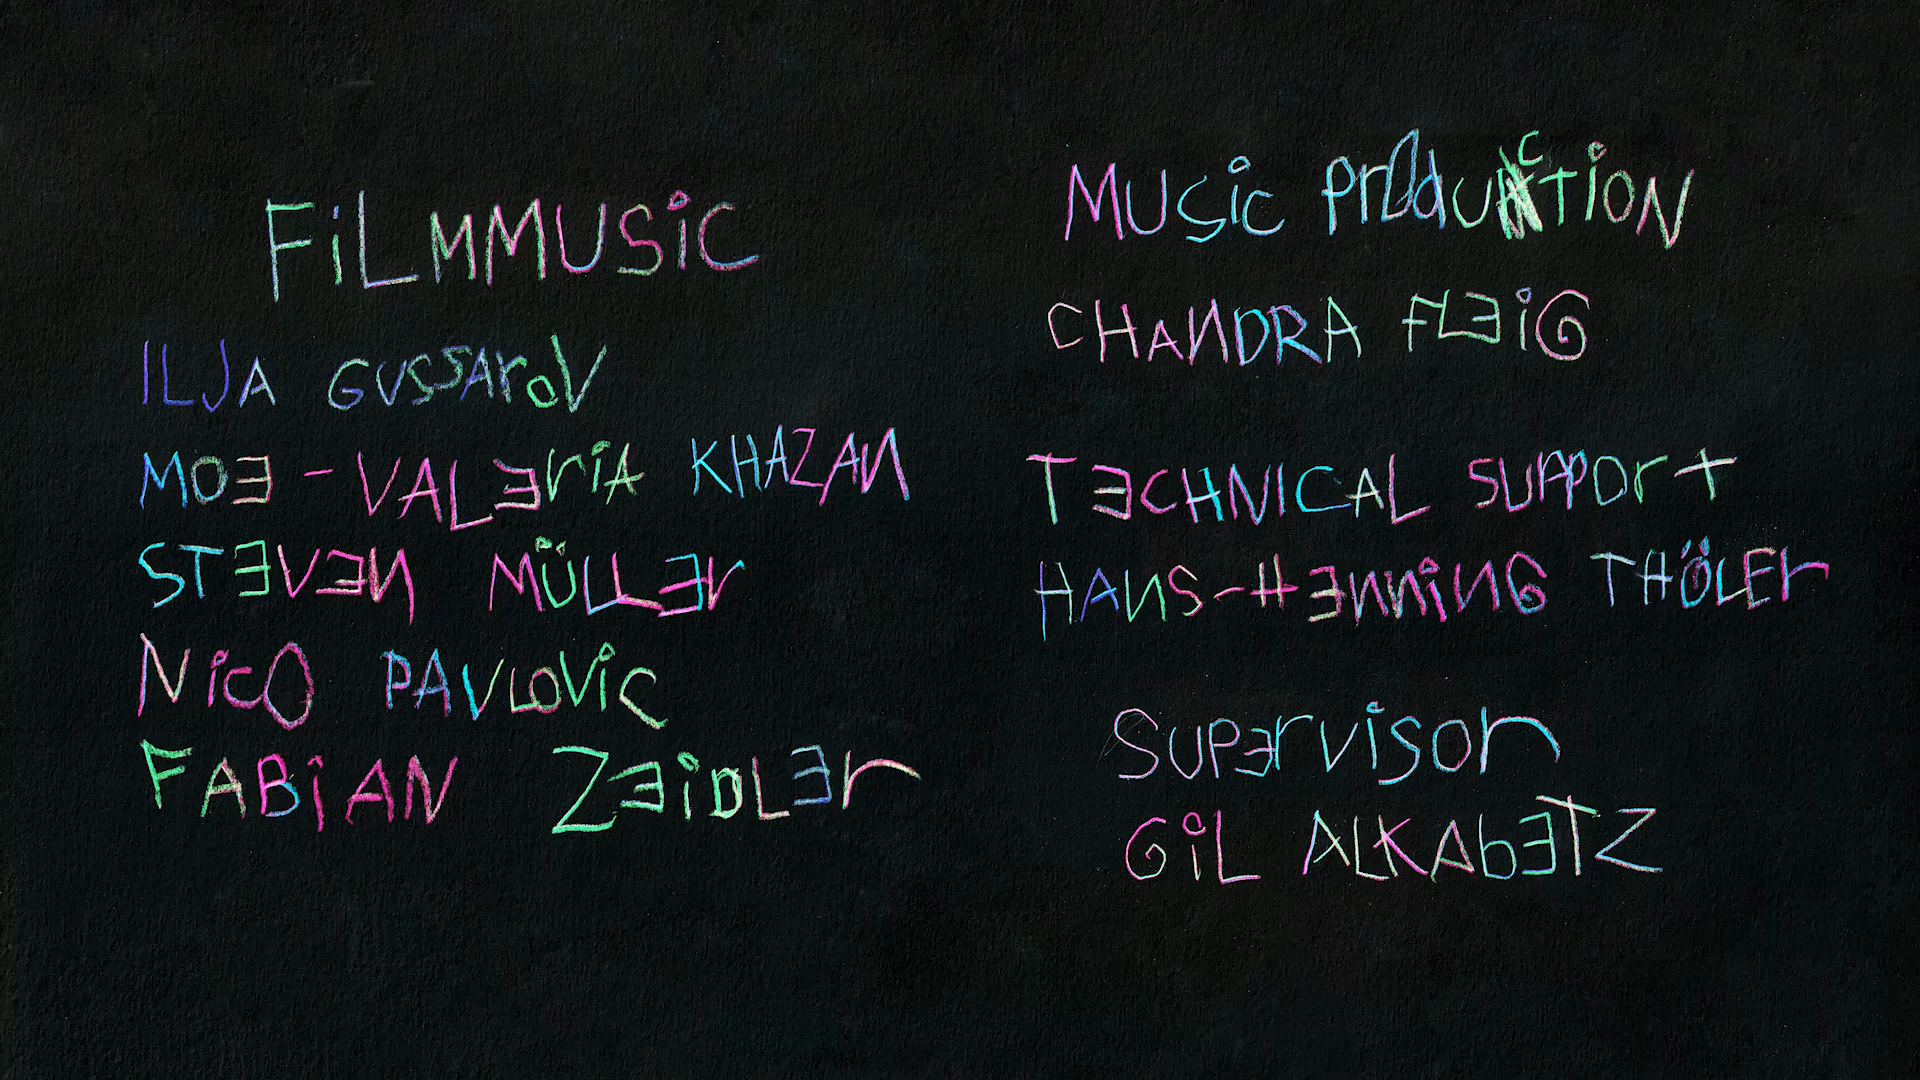 FiLMMUSiC
ILJA GUSSAroV
MOE-VALEriA KHAZAN
STEVEN MÜLLEr
NicO PAVLOViC
FABiAN ZEiDLEr
MUSiC PrOduCTiON
CHANDRA FLEiG
TECHNICAL SUPPOrt
HANS-HENNiNG THÖLEr
SUPErviSOr
GiL ALKAbETZ